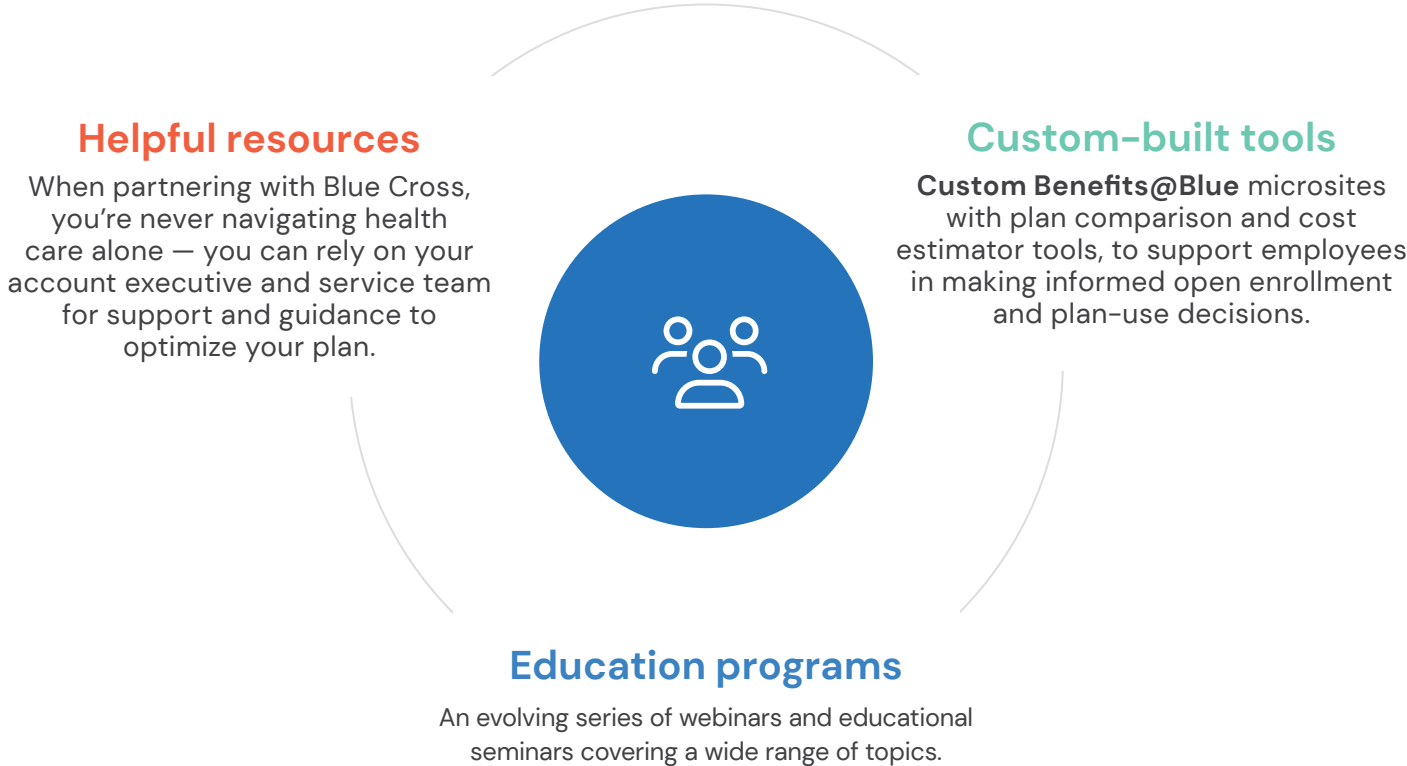 Helpful resources
When partnering with Blue Cross,
you’re never navigating health
care alone — you can rely on your
account executive and service team
for support and guidance to
optimize your plan.
Custom-built tools
Custom Benefits@Blue microsites
with plan comparison and cost
estimator tools, to support employees
in making informed open enrollment
and plan-use decisions.
Education programs
An evolving series of webinars and educational
seminars covering a wide range of topics.